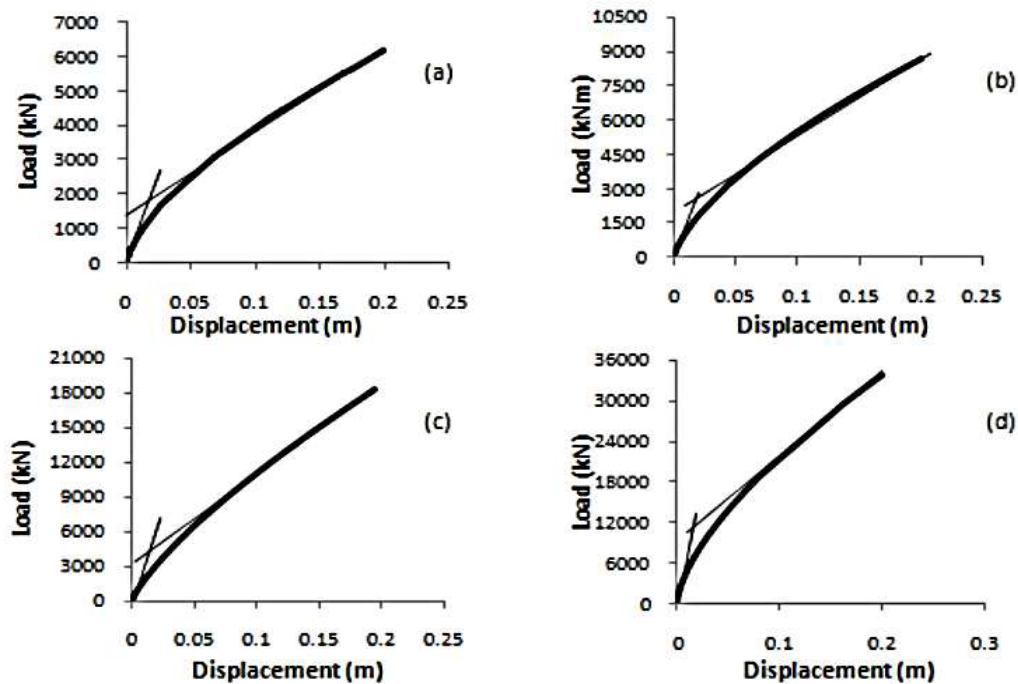 7000
6000
5000
4000
3000
2000
1000
0
Load (kN)
0 0.05 0.1 0.15 0.2 0.25
Displacement (m)
(a)
10500
9000
7500
6000
4500
3000
1500
0
Load (kNm)
0 0.05 0.1 0.15 0.2 0.25
Displacement (m)
(b)
21000
18000
15000
12000
9000
6000
3000
0
Load (kN)
0 0.05 0.1 0.15 0.2 0.25
Displacement (m)
(c)
36000
30000
24000
18000
12000
6000
0
Load (kN)
0 0.1 0.2 0.3
Displacement (m)
(d)